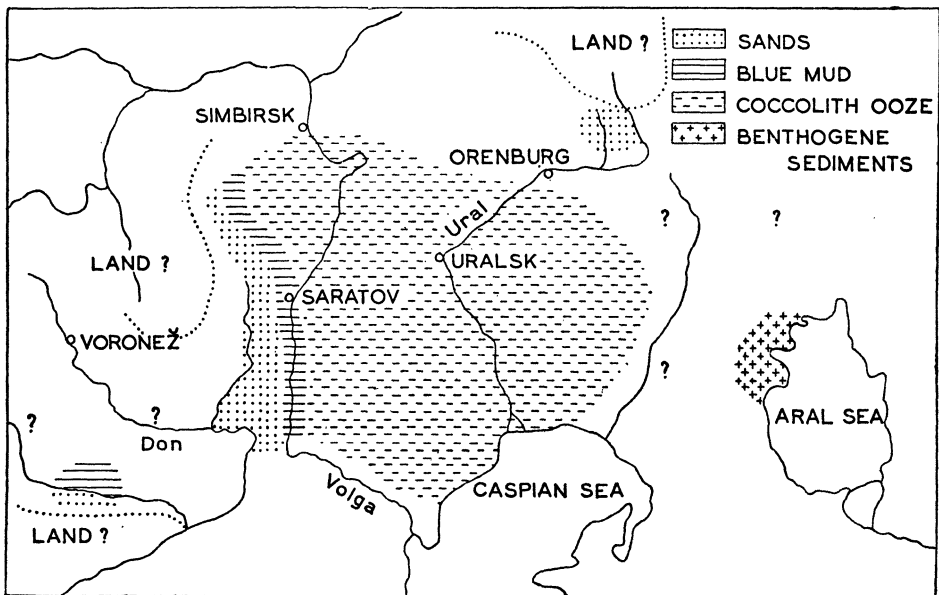 LAND ?
SANDS
BLUE MUD
COCCOLITH OOZE
BENTHOGENE
SEDIMENTS
SIMBIRSK
ORENBURG
Ural
?
?
LAND ?
URALSK
SARATOV
VORONEŽ
?
?
?
Don
ARAL SEA
Volga
CASPIAN SEA
LAND ?